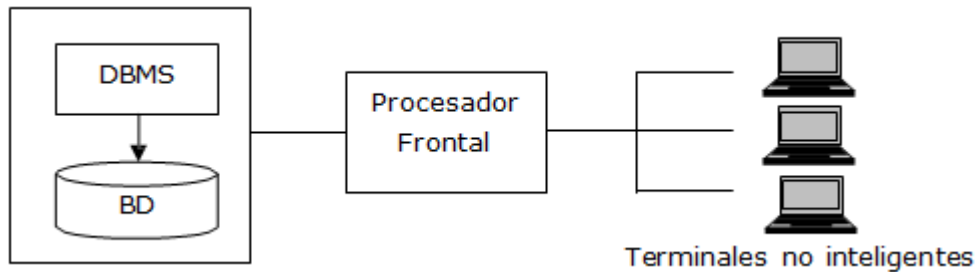 DBMS
BD
Procesador
Frontal
Terminales no inteligentes